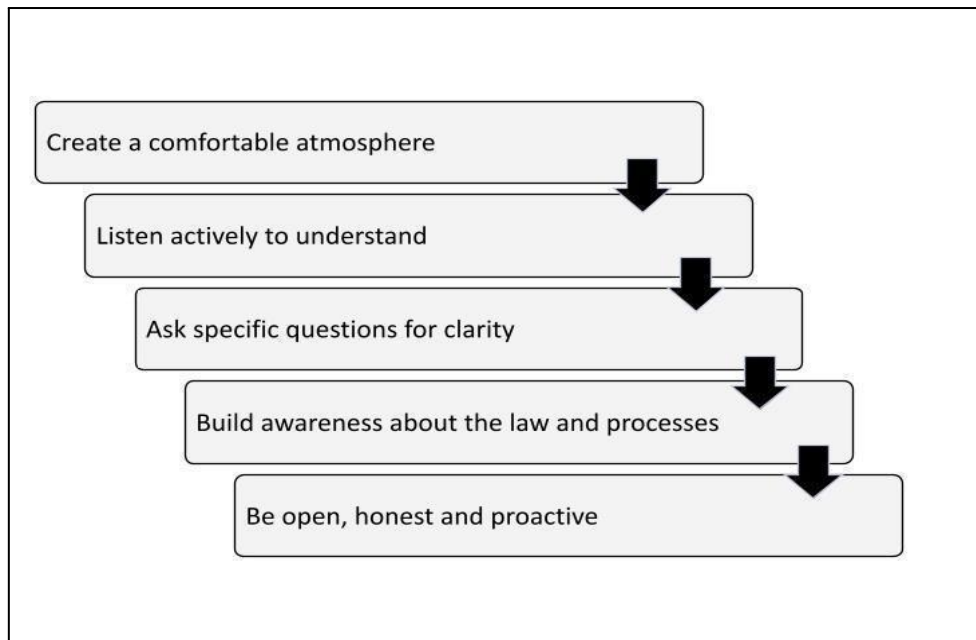 Create a comfortable atmosphere
Listen actively to understand
Ask specific questions for clarity
Build awareness about the law and processes
Be open, honest and proactive